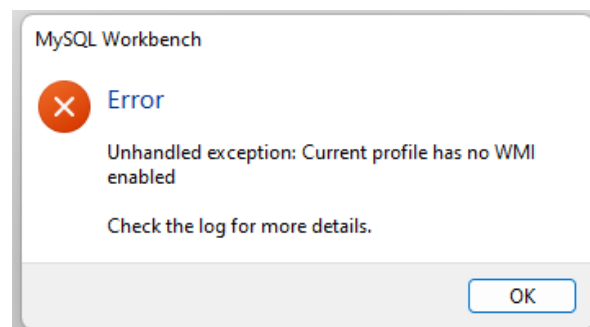 MySQL Workbench
Error
Unhandled exception: Current profile has no WMI
enabled
Check the log for more details.
OK